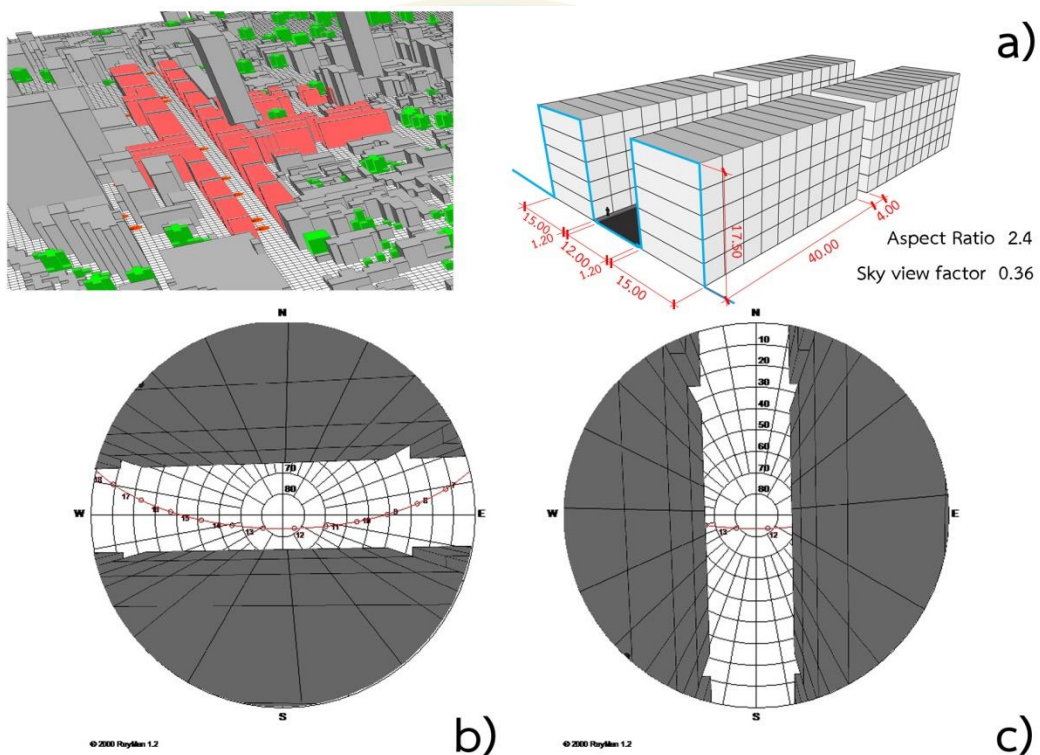 a)
15.00
1.20
12.00
1.20
15.00
17.50
40.00
4.00
Aspect Ratio 2.4
Sky view factor 0.36
N
70
80
18
17
16
15
14
13
12
11
10
9
8
7
W
E
S
© 2000 RayMan 1.2
b)
N
10
20
30
40
50
60
70
80
13
12
W
E
S
© 2000 RayMan 1.2
c)